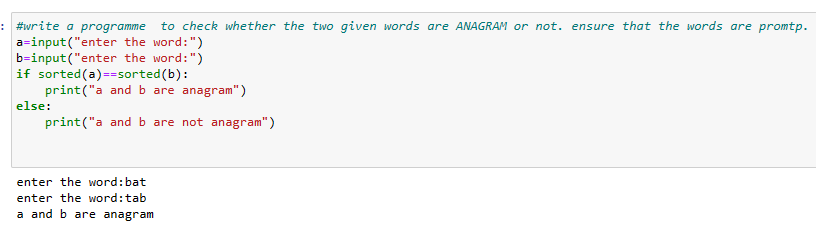 : #write a programme  to check whether the two given words are ANAGRAM or not. ensure that the words are promtp.
a=input("enter the word:")
b=input("enter the word:")
if sorted(a)==sorted(b):
    print("a and b are anagram")
else:
    print("a and b are not anagram")
enter the word:bat
enter the word:tab
a and b are anagram